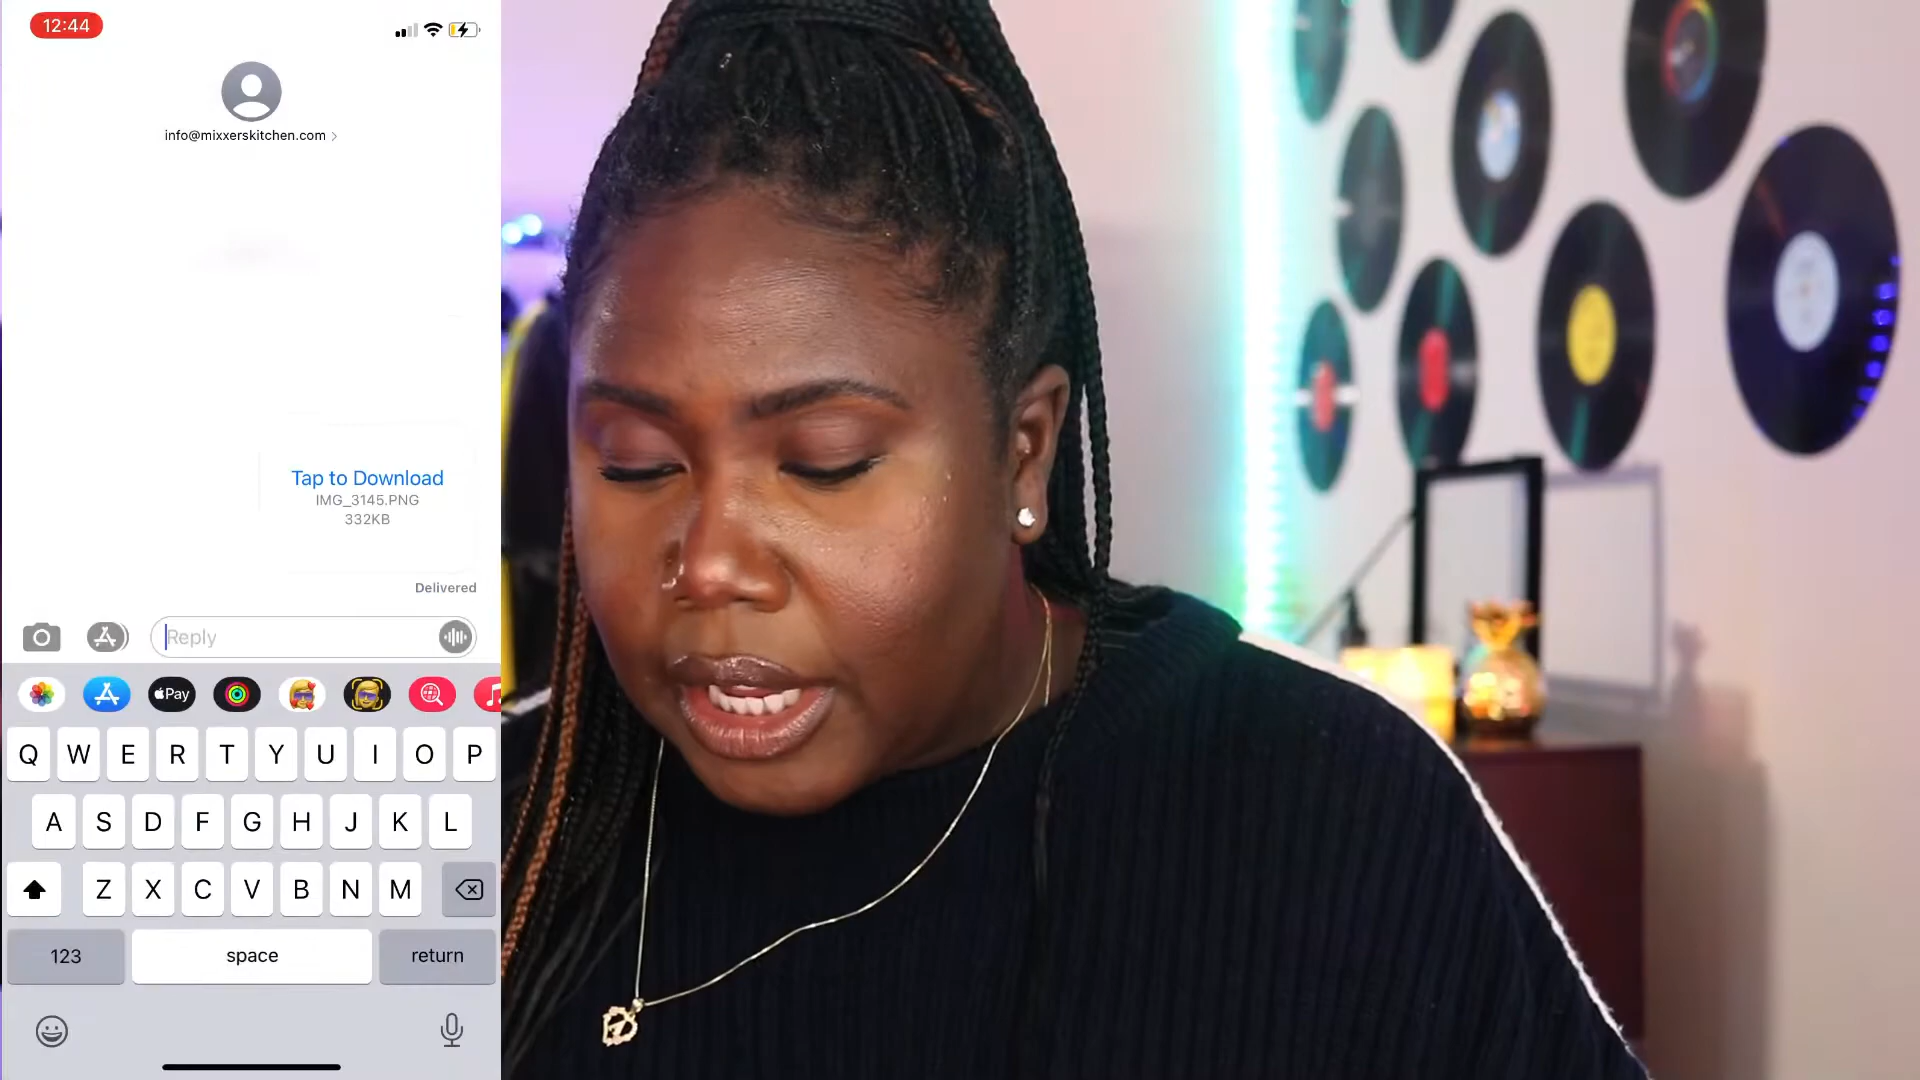 12:44
info@mixxerskitchen.com
Tap to Download
IMG_3145.PNG
332KB
Delivered
Reply
Pay
Q W E R T Y U I O P
A S D F G H J K L
Z X C V B N M
123 space return